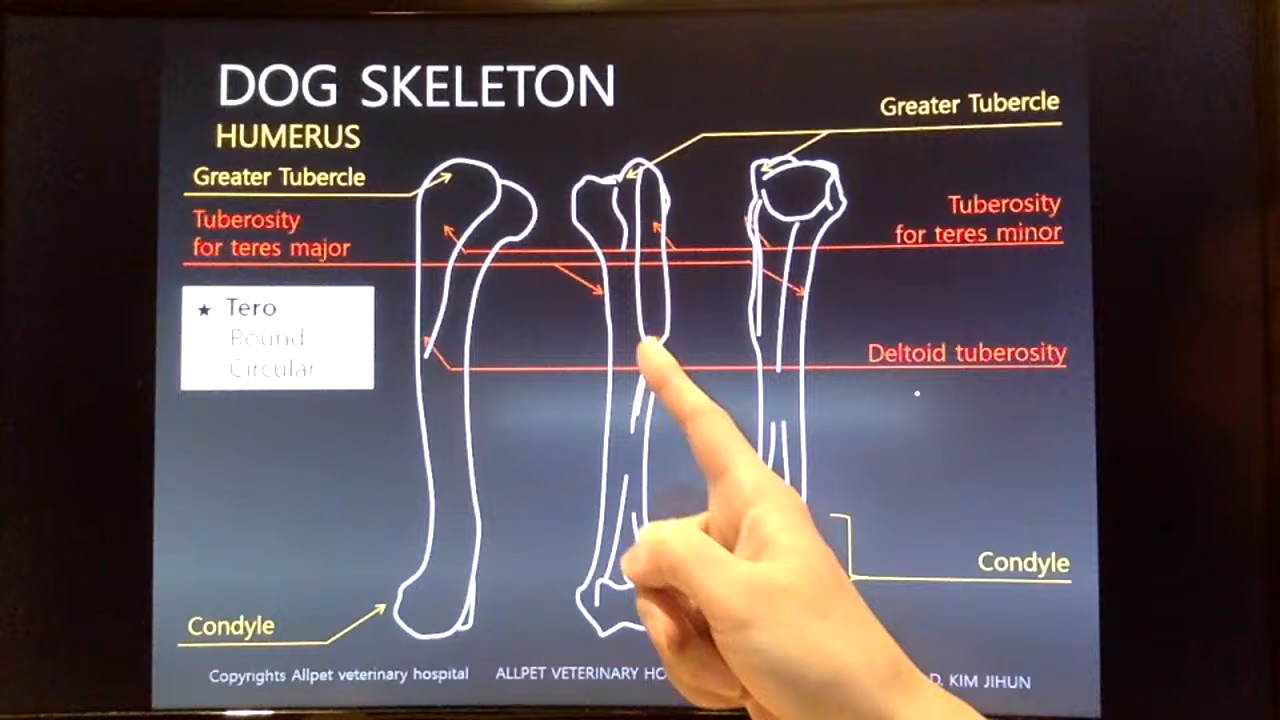 DOG SKELETON
HUMERUS
Greater Tubercle
Greater Tubercle
Tuberosity
for teres major
Tuberosity
for teres minor
★ Tero
Round
Circular
Deltoid tuberosity
Condyle
Condyle
Copyrights Allpet veterinary hospital
ALLPET VETERINARY
KIM JIHUN